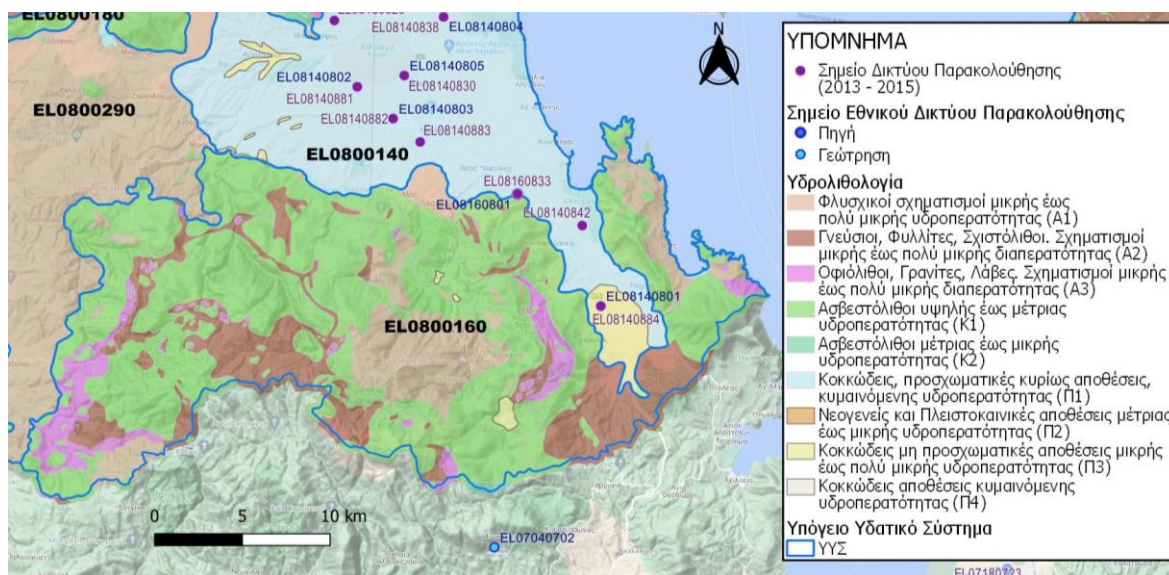 EL0800180
EL08140838
EL08140804
EL08140805
EL08140802
EL08140830
EL08140881
EL08140803
EL0800290
EL08140882
EL08140883
EL0800140
EL08160833
EL08160801
EL08140842
EL08140801
EL08140884
EL0800160
0 5 10 km
EL07040702
N
ΥΠΟΜΝΗΜΑ
Σημείο Δικτύου Παρακολούθησης
(2013 - 2015)
Σημείο Εθνικού Δικτύου Παρακολούθησης
Πηγή
Γεώτρηση
Υδρολιθολογία
Φλυσχικοί σχηματισμοί μικρής έως
πολύ μικρής υδροπερατότητας (Α1)
Γνεύσιοι, Φυλλίτες, Σχιστόλιθοι. Σχηματισμοί
μικρής έως πολύ μικρής διαπερατότητας (Α2)
Οφιόλιθοι, Γρανίτες, Λάβες. Σχηματισμοί μικρής
έως πολύ μικρής διαπερατότητας (Α3)
Ασβεστόλιθοι υψηλής έως μέτριας
υδροπερατότητας (Κ1)
Ασβεστόλιθοι μέτριας έως μικρής
υδροπερατότητας (Κ2)
Κοκκώδεις, προσχωματικές κυρίως αποθέσεις,
κυμαινόμενης υδροπερατότητας (Π1)
Νεογενείς και Πλειστοκαινικές αποθέσεις μέτριας
έως μικρής υδροπερατότητας (Π2)
Κοκκώδεις μη προσχωματικές αποθέσεις μικρής
έως πολύ μικρής υδροπερατότητας (Π3)
Κοκκώδεις αποθέσεις κυμαινόμενης
υδροπερατότητας (Π4)
Υπόγειο Υδατικό Σύστημα
ΥΥΣ
EL07180723